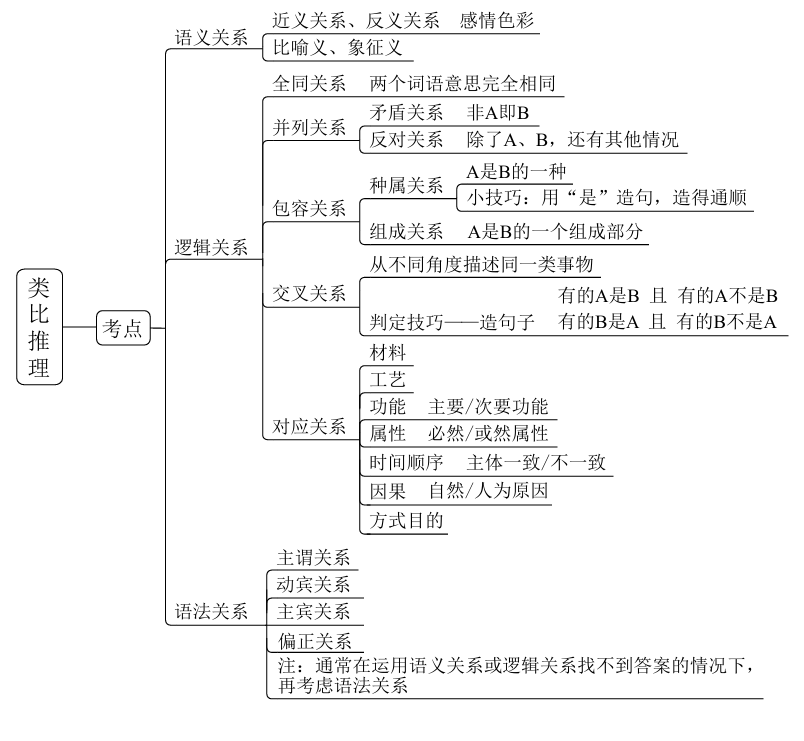 类比推理
考点
语义关系
近义关系、反义关系 感情色彩
比喻义、象征义
逻辑关系
全同关系 两个词语意思完全相同
并列关系
矛盾关系 非A即B
反对关系 除了A、B，还有其他情况
包容关系
种属关系
A是B的一种
小技巧：用“是”造句，造得通顺
组成关系 A是B的一个组成部分
交叉关系
从不同角度描述同一类事物
有的A是B 且 有的A不是B
判定技巧——造句子 有的B是A 且 有的B不是A
对应关系
材料
工艺
功能 主要/次要功能
属性 必然/或然属性
时间顺序 主体一致/不一致
因果 自然/人为原因
方式目的
语法关系
主谓关系
动宾关系
主宾关系
偏正关系
注：通常在运用语义关系或逻辑关系找不到答案的情况下，
再考虑语法关系